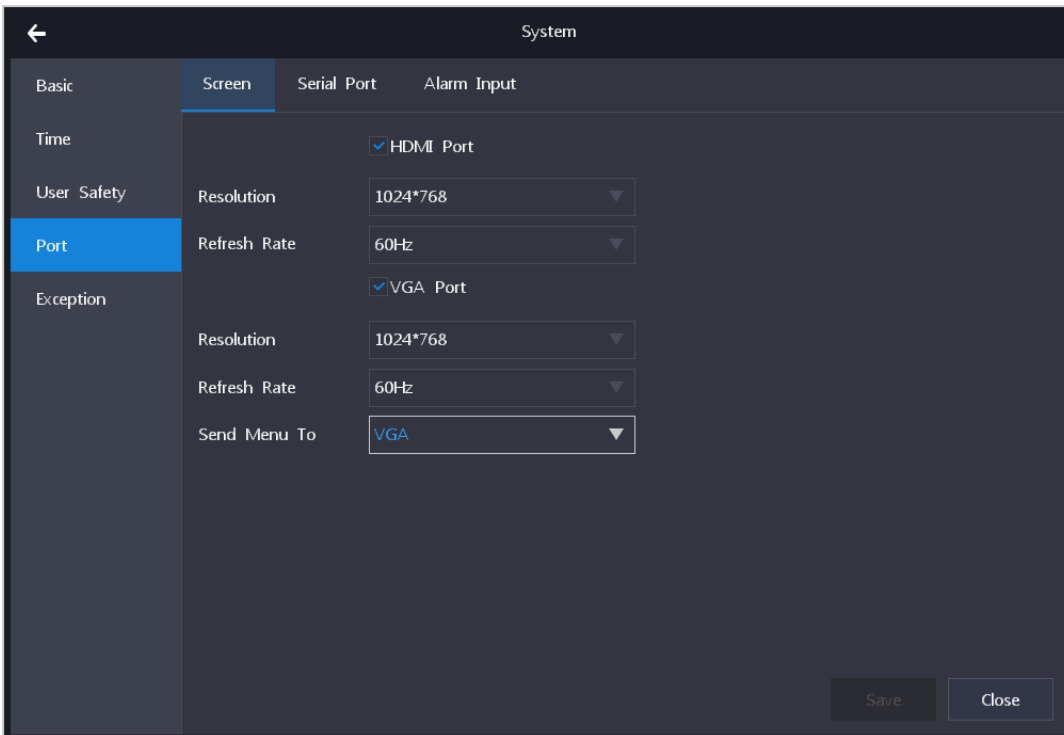 System
Basic
Time
User Safety
Port
Exception
Screen Serial Port Alarm Input
HDMI Port
Resolution 1024*768
Refresh Rate 60Hz
VGA Port
Resolution 1024*768
Refresh Rate 60Hz
Send Menu To VGA
Save Close